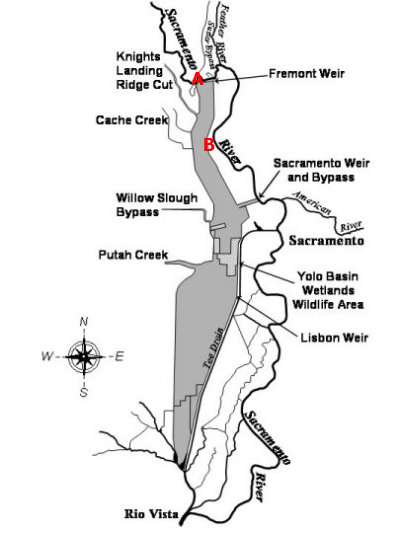 Sacramento
Feather River
Sutter Bypass
Knights
Landing
Ridge Cut
A
Fremont Weir
Cache Creek
B
River
Sacramento Weir
and Bypass
American
River
Willow Slough
Bypass
Sacramento
Putah Creek
Yolo Basin
Wetlands
Wildlife Area
N
W
E
S
Lisbon Weir
Toe Drain
Sacramento
River
Rio Vista